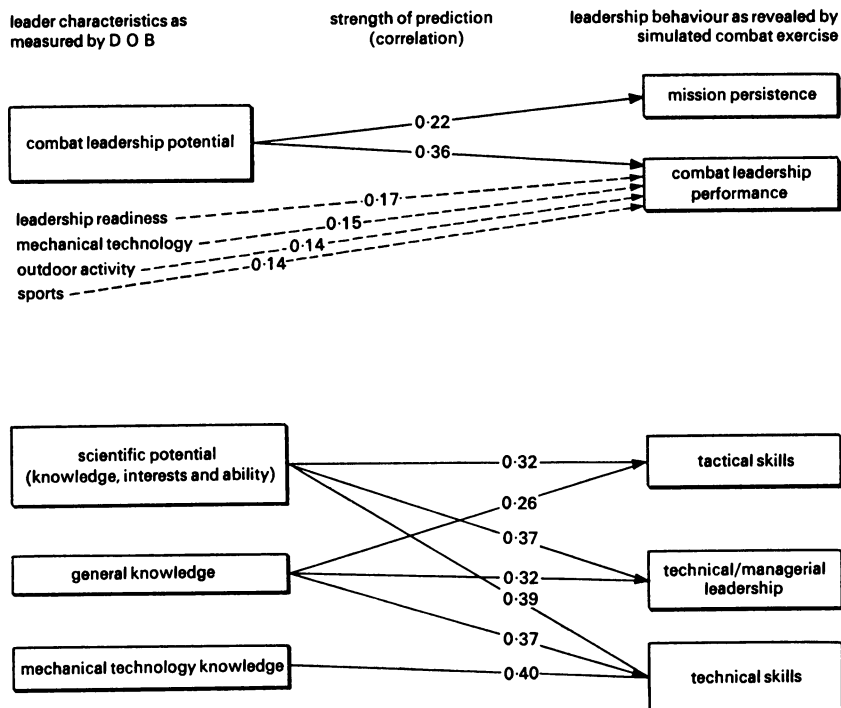 leader characteristics as
measured by D O B
strength of prediction
(correlation)
leadership behaviour as revealed by
simulated combat exercise
combat leadership potential
0·22
0·36
mission persistence
combat leadership
performance
leadership readiness
0·17
mechanical technology
0·15
outdoor activity
0·14
sports
0·14
scientific potential
(knowledge, interests and ability)
0·32
tactical skills
0·26
0·37
general knowledge
0·32
technical/managerial
leadership
0·39
0·37
mechanical technology knowledge
0·40
technical skills